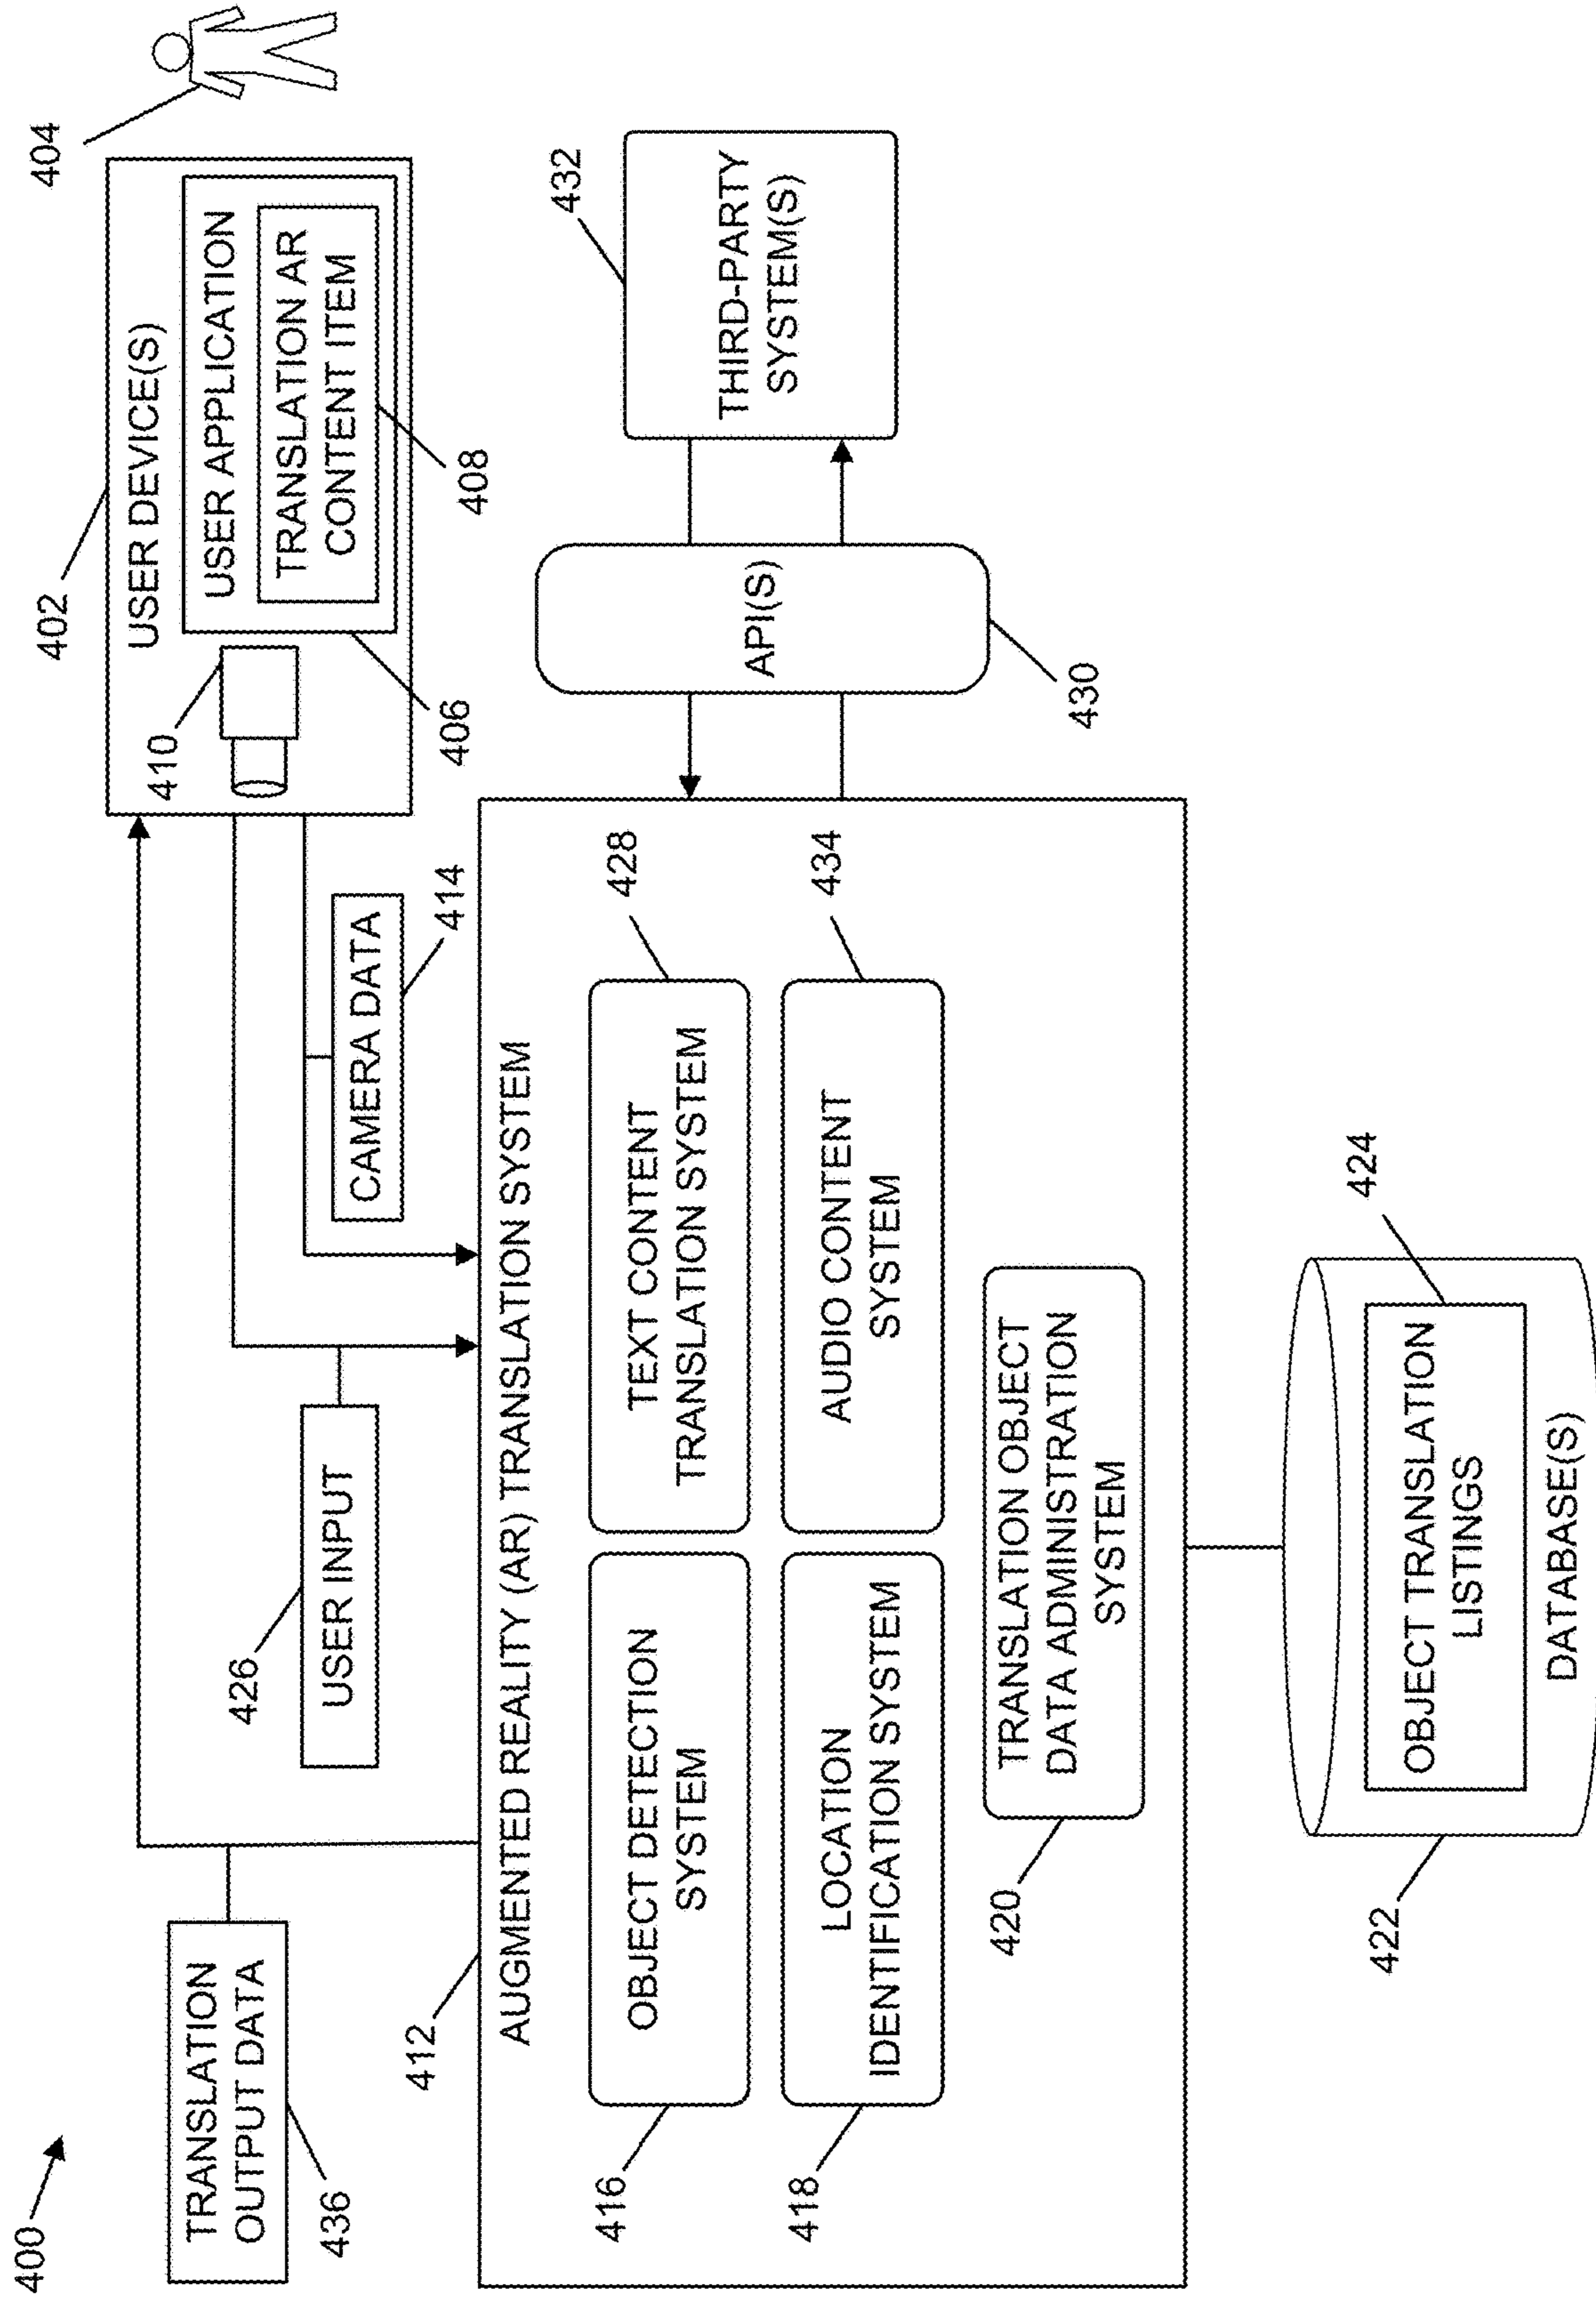 400
TRANSLATION
OUTPUT DATA
436
426
USER INPUT
CAMERA DATA
414
402
USER DEVICE(S)
410
USER APPLICATION
TRANSLATION AR
CONTENT ITEM
406
408
404
412
AUGMENTED REALITY (AR) TRANSLATION SYSTEM
416
OBJECT DETECTION
SYSTEM
TEXT CONTENT
TRANSLATION SYSTEM
428
418
LOCATION
IDENTIFICATION SYSTEM
AUDIO CONTENT
SYSTEM
434
420
TRANSLATION OBJECT
DATA ADMINISTRATION
SYSTEM
API(S)
430
432
THIRD-PARTY
SYSTEM(S)
422
424
OBJECT TRANSLATION
LISTINGS
DATABASE(S)